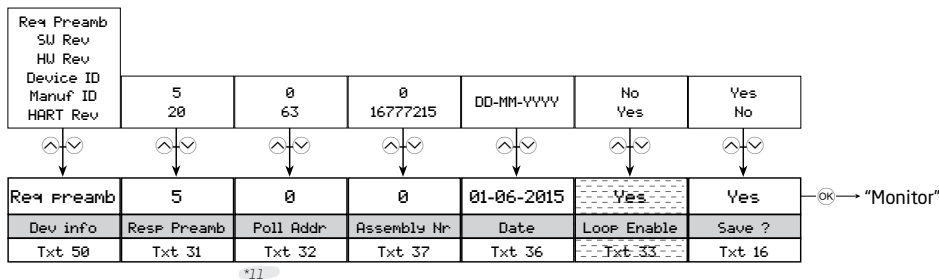 Req Preamb
SW Rev
HW Rev
Device ID
Manuf ID
HART Rev
5
20
0
63
0
16777215
DD-MM-YYYY
No
Yes
Yes
No
Req preamb 5 0 0 01-06-2015 Yes Yes OK "Monitor"
Dev info Resp Preamb Poll Addr Assembly Nr Date Loop Enable Save ?
Txt 50 Txt 31 Txt 32 Txt 37 Txt 36 Txt 33 Txt 16
*11